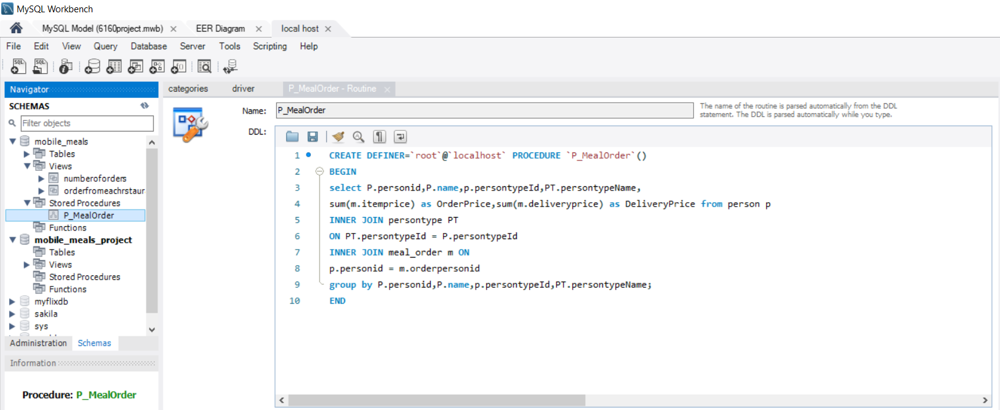 MySQL Workbench
MySQL Model (6160project.mwb) EER Diagram local host
File Edit View Query Database Server Tools Scripting Help
Navigator
SCHEMAS
Filter objects
mobile_meals
Tables
Views
numberoforders
orderfromeachrstaur
Stored Procedures
P_MealOrder
Functions
mobile_meals_project
Tables
Views
Stored Procedures
Functions
myflixdb
sakila
sys
Administration Schemas
Information
Procedure: P_MealOrder
categories driver P_MealOrder - Routine
Name: P_MealOrder
The name of the routine is parsed automatically from the DDL
statement. The DDL is parsed automatically while you type.
DDL:
1 CREATE DEFINER=`root`@`localhost` PROCEDURE `P_MealOrder`()
2 BEGIN
3 select P.personid,P.name,p.persontypeId,PT.persontypeName,
4 sum(m.itemprice) as OrderPrice,sum(m.deliveryprice) as DeliveryPrice from person p
5 INNER JOIN persontype PT
6 ON PT.persontypeId = P.persontypeId
7 INNER JOIN meal_order m ON
8 p.personid = m.orderpersonid
9 group by P.personid,P.name,p.persontypeId,PT.persontypeName;
10 END